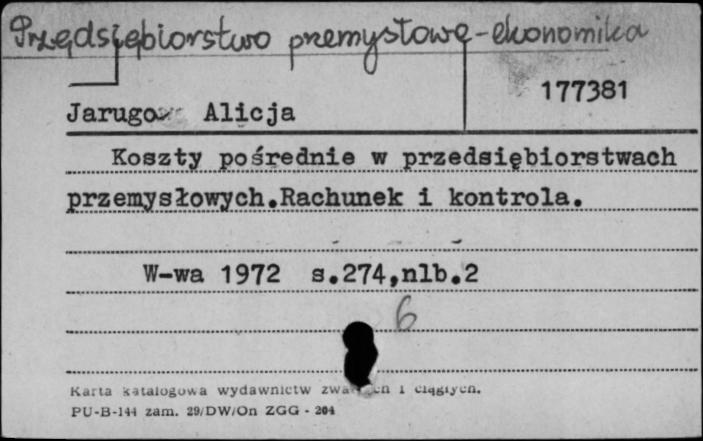 Przedsiębiorstwo przemysłowe - ekonomika
177381
Jarugowa Alicja
Koszty pośrednie w przedsiębiorstwach
przemysłowych.Rachunek i kontrola.
W-wa 1972 s.274,nlb.2
6
Karta katalogowa wydawnictw zwartych i ciągłych.
PU-B-144 zam. 29/DW/On ZGG - 204